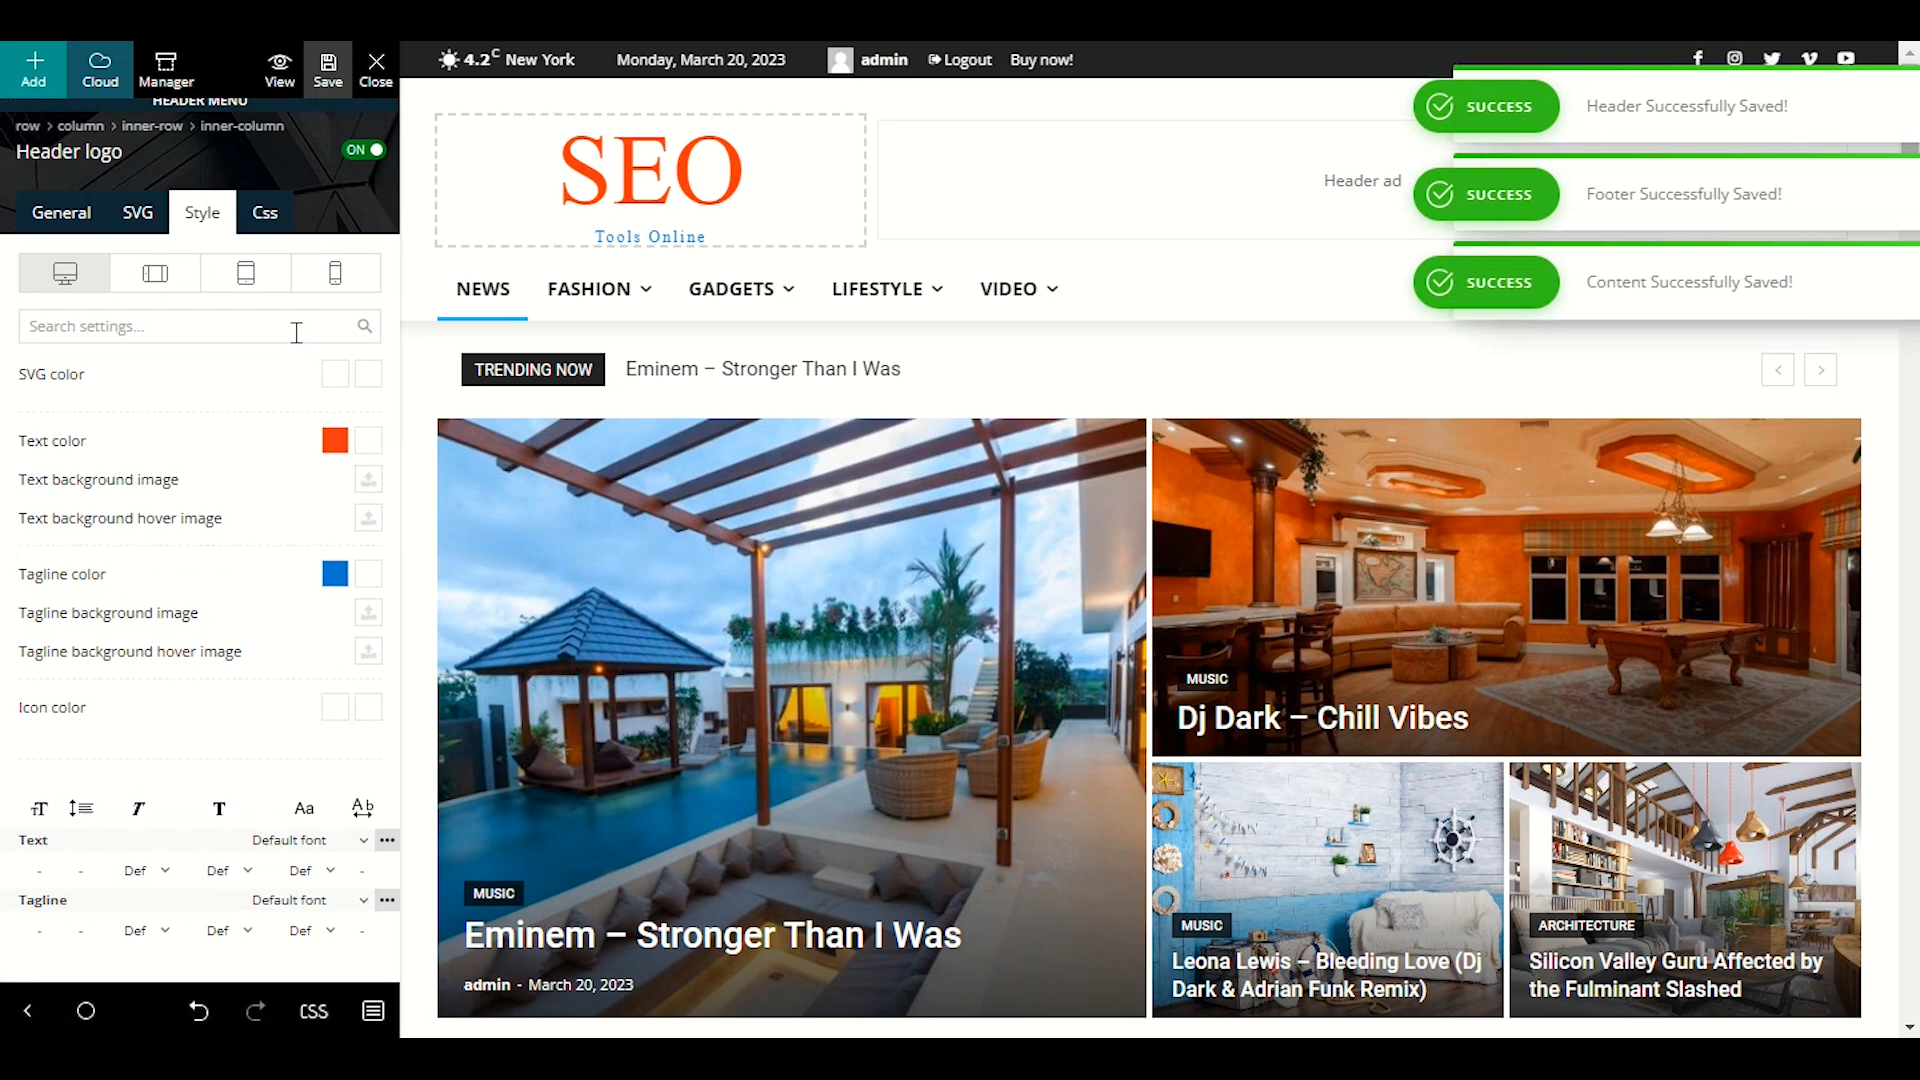 Add
Cloud
Manager
View
Save
Close
HEADER MENU
row > column > inner-row > inner-column
Header logo
ON
General
SVG
Style
Css
Search settings...
SVG color
Text color
Text background image
Text background hover image
Tagline color
Tagline background image
Tagline background hover image
Icon color
T T T Aa Ab
Text Default font
- - Def Def Def -
Tagline Default font
- - Def Def Def -
CSS
4.2 C New York
Monday, March 20, 2023
admin
Logout
Buy now!
SEO
Tools Online
Header ad
SUCCESS Header Successfully Saved!
SUCCESS Footer Successfully Saved!
SUCCESS Content Successfully Saved!
NEWS FASHION GADGETS LIFESTYLE VIDEO
TRENDING NOW Eminem – Stronger Than I Was
MUSIC
Eminem – Stronger Than I Was
admin - March 20, 2023
MUSIC
Dj Dark – Chill Vibes
MUSIC
Leona Lewis – Bleeding Love (Dj
Dark & Adrian Funk Remix)
ARCHITECTURE
Silicon Valley Guru Affected by
the Fulminant Slashed